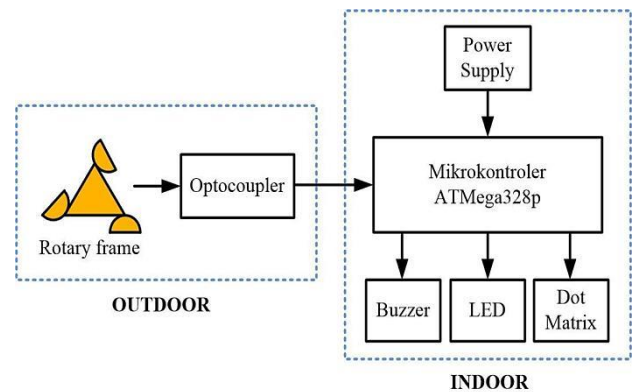 Rotary frame
Optocoupler
OUTDOOR
Power
Supply
Mikrokontroler
ATMega328p
Buzzer
LED
Dot
Matrix
INDOOR